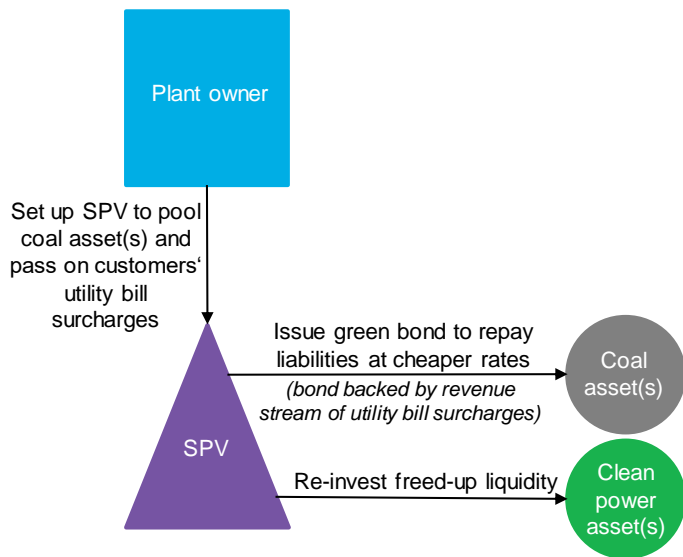 Plant owner
Set up SPV to pool
coal asset(s) and
pass on customers‘
utility bill
surcharges
Issue green bond to repay
liabilities at cheaper rates
(bond backed by revenue
stream of utility bill surcharges)
Coal
asset(s)
SPV
Re-invest freed-up liquidity
Clean
power
asset(s)